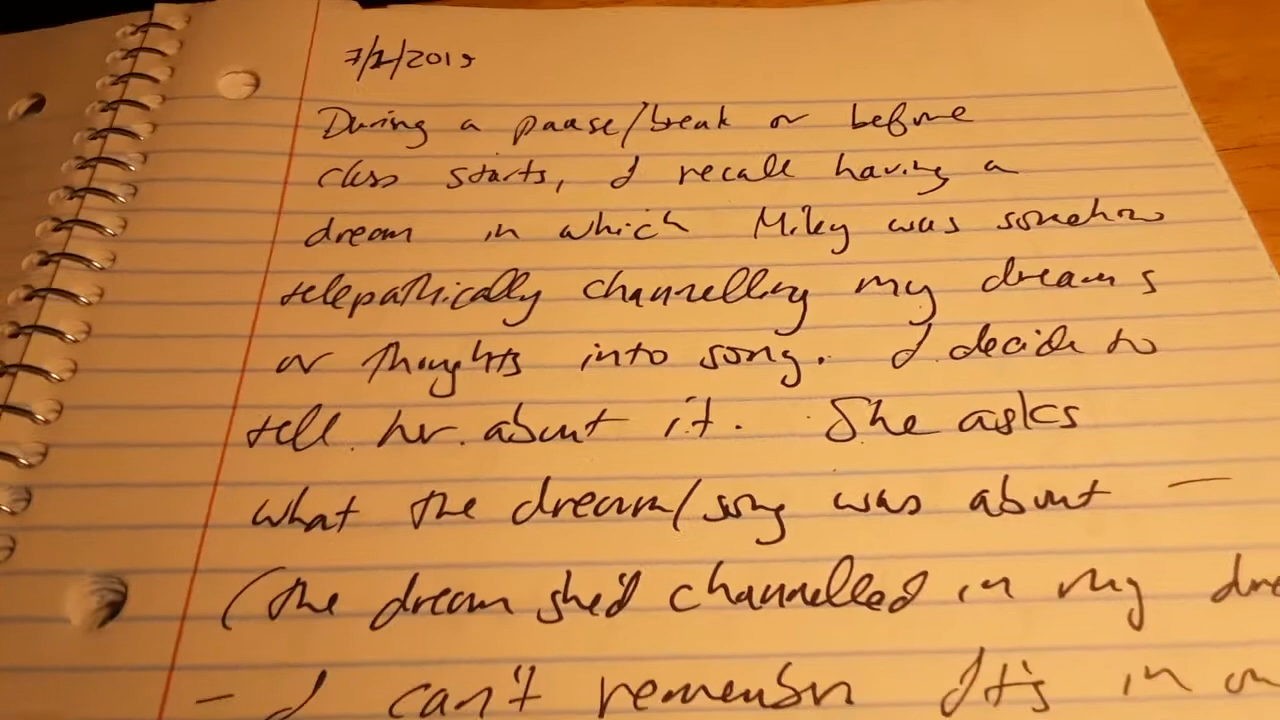 7/2/2015
During a pause/break or before
class starts, I recall having a
dream in which Miley was somehow
telepathically channelling my dreams
or thoughts into song. I decide to
tell her about it. She asks
what the dream/song was about —
(the dream she'd channelled in my
- I can't remember It's in